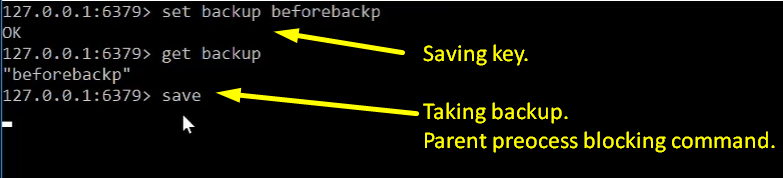 127.0.0.1:6379> set backup beforebackp
OK
Saving key.
127.0.0.1:6379> get backup
"beforebackp"
127.0.0.1:6379> save
Taking backup.
Parent preocess blocking command.